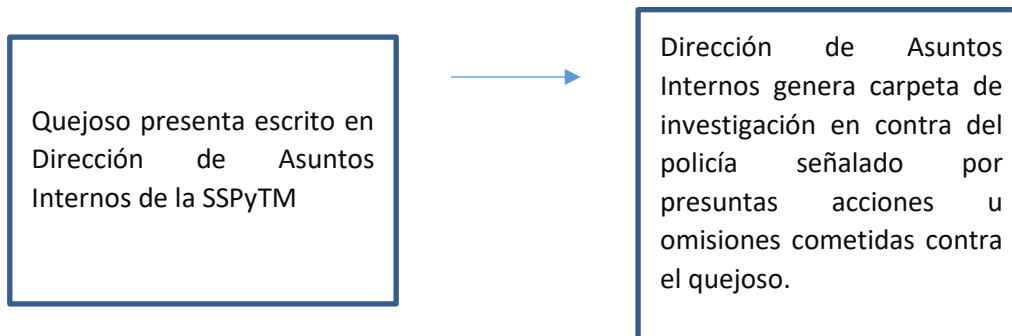 Quejoso presenta escrito en
Dirección de Asuntos
Internos de la SSPyTM
Dirección de Asuntos
Internos genera carpeta de
investigación en contra del
policía señalado por
presuntas acciones u
omisiones cometidas contra
el quejoso.